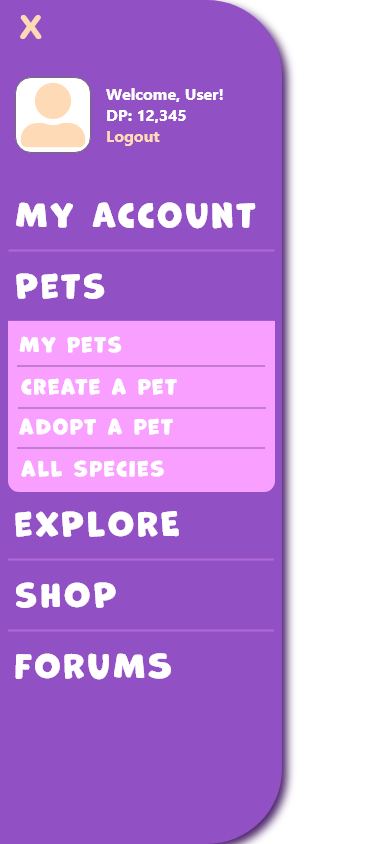 X
Welcome, User!
DP: 12,345
Logout
MY ACCOUNT
PETS
MY PETS
CREATE A PET
ADOPT A PET
ALL SPECIES
EXPLORE
SHOP
FORUMS